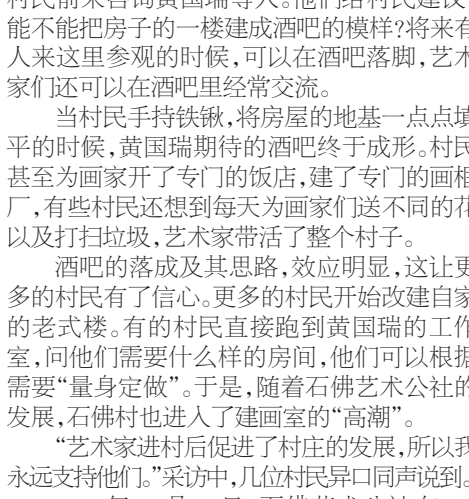 村民前来咨询黄国瑞等人。他们给村民建议
能不能把房子的一楼建成酒吧的模样?将来有
人来这里参观的时候,可以在酒吧落脚,艺术
家们还可以在酒吧里经常交流。
当村民手持铁锹,将房屋的地基一点点填
平的时候,黄国瑞期待的酒吧终于成形。村民
甚至为画家开了专门的饭店,建了专门的画框
厂,有些村民还想到每天为画家们送不同的花
以及打扫垃圾,艺术家带活了整个村子。
酒吧的落成及其思路,效应明显,这让更
多的村民有了信心。更多的村民开始改建自家
的老式楼。有的村民直接跑到黄国瑞的工作
室,问他们需要什么样的房间,他们可以根据
需要“量身定做”。于是,随着石佛艺术公社的
发展,石佛村也进入了建画室的“高潮”。
“艺术家进村后促进了村庄的发展,所以我
永远支持他们。”采访中,几位村民异口同声说到。